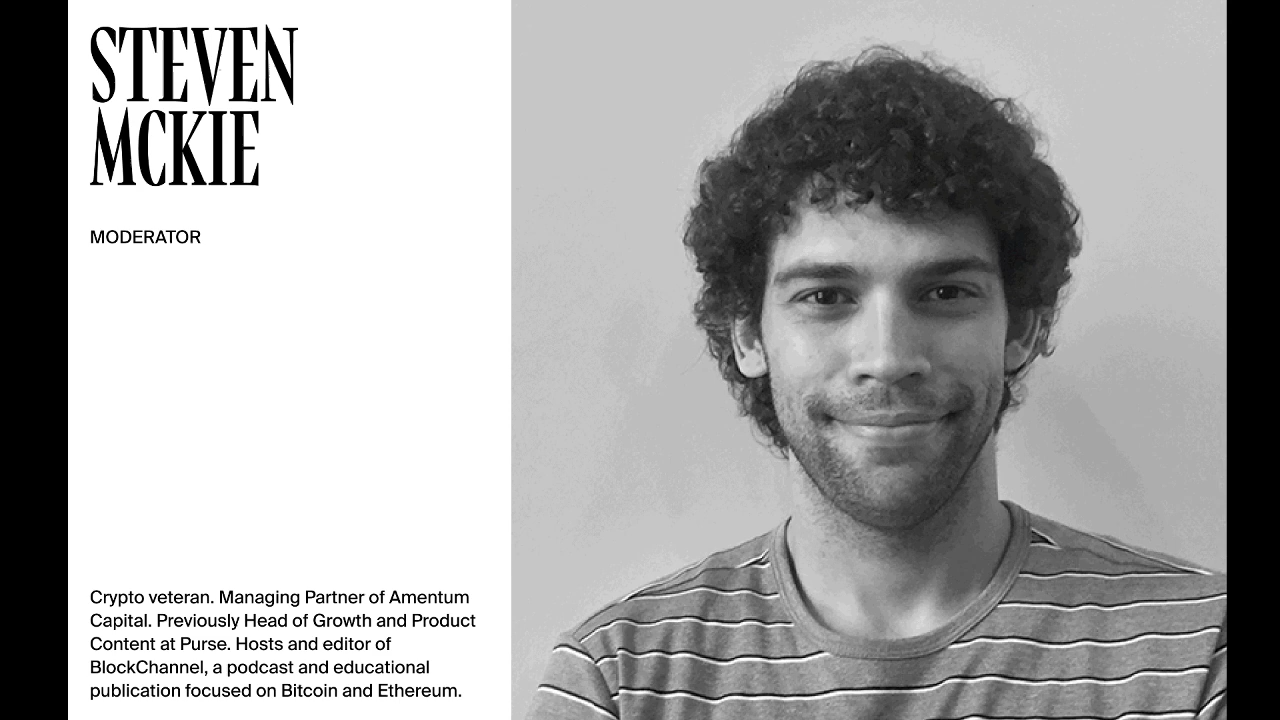 STEVEN
MCKIE
MODERATOR
Crypto veteran. Managing Partner of Amentum
Capital. Previously Head of Growth and Product
Content at Purse. Hosts and editor of
BlockChannel, a podcast and educational
publication focused on Bitcoin and Ethereum.